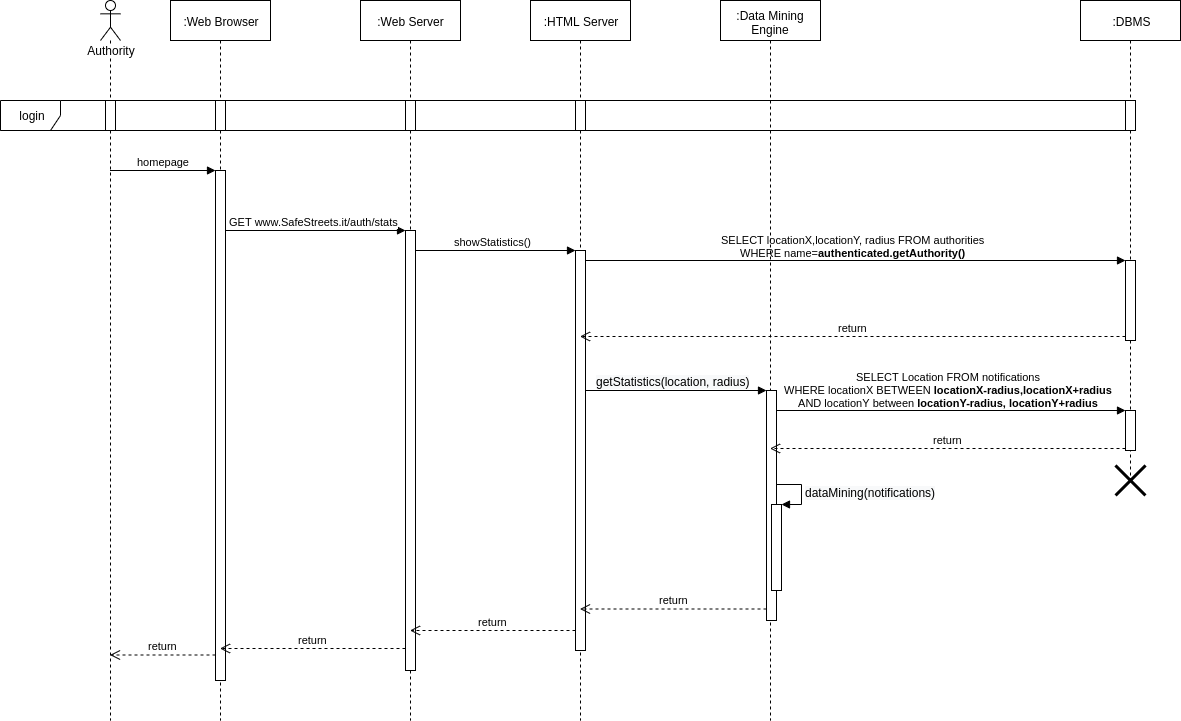 Authority
:Web Browser
:Web Server
:HTML Server
:Data Mining
Engine
:DBMS
login
homepage
GET www.SafeStreets.it/auth/stats
showStatistics()
SELECT locationX,locationY, radius FROM authorities
WHERE name=authenticated.getAuthority()
return
getStatistics(location, radius)
SELECT Location FROM notifications
WHERE locationX BETWEEN locationX-radius,locationX+radius
AND locationY between locationY-radius, locationY+radius
return
dataMining(notifications)
return
return
return
return